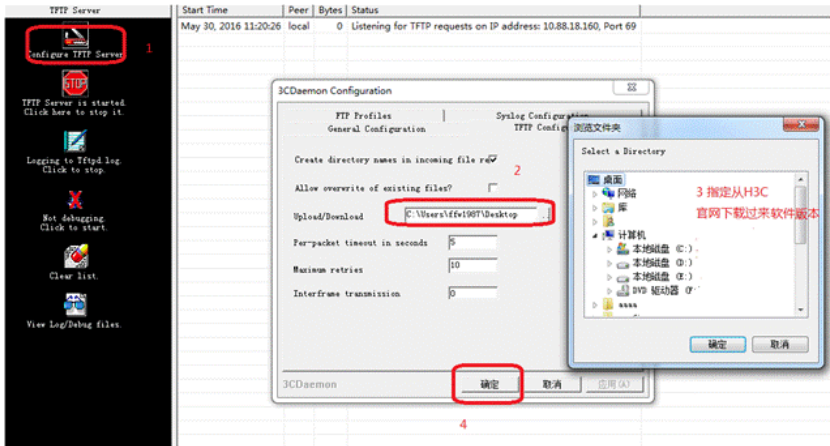 TFTP Server
Start Time Peer Bytes Status
May 30, 2016 11:20:26 local 0 Listening for TFTP requests on IP address: 10.88.18.160, Port 69
1
Configure TFTP Server
STOP
TFTP Server is started.
Click here to stop it.
Logging to Tftpd log.
Click to stop.
Not debugging.
Click to start.
Clear list.
View Log/Debug files.
3CDaemon Configuration
FTP Profiles
Syslog Configuration
General Configuration
TFTP Config
Create directory names in incoming file re
2
Allow overwrite of existing files?
Upload/Download
C:\Users\ffw1987\Desktop
Per-packet timeout in seconds
5
Maximum retries
10
Interframe transmission
0
3CDaemon
确定
取消
应用(A)
4
浏览文件夹
Select a Directory
桌面
网络
库
计算机
本地磁盘 (C:)
本地磁盘 (D:)
本地磁盘 (E:)
DVD 驱动器 (F:
aaaa
3 指定从H3C
官网下载过来软件版本
确定
取消